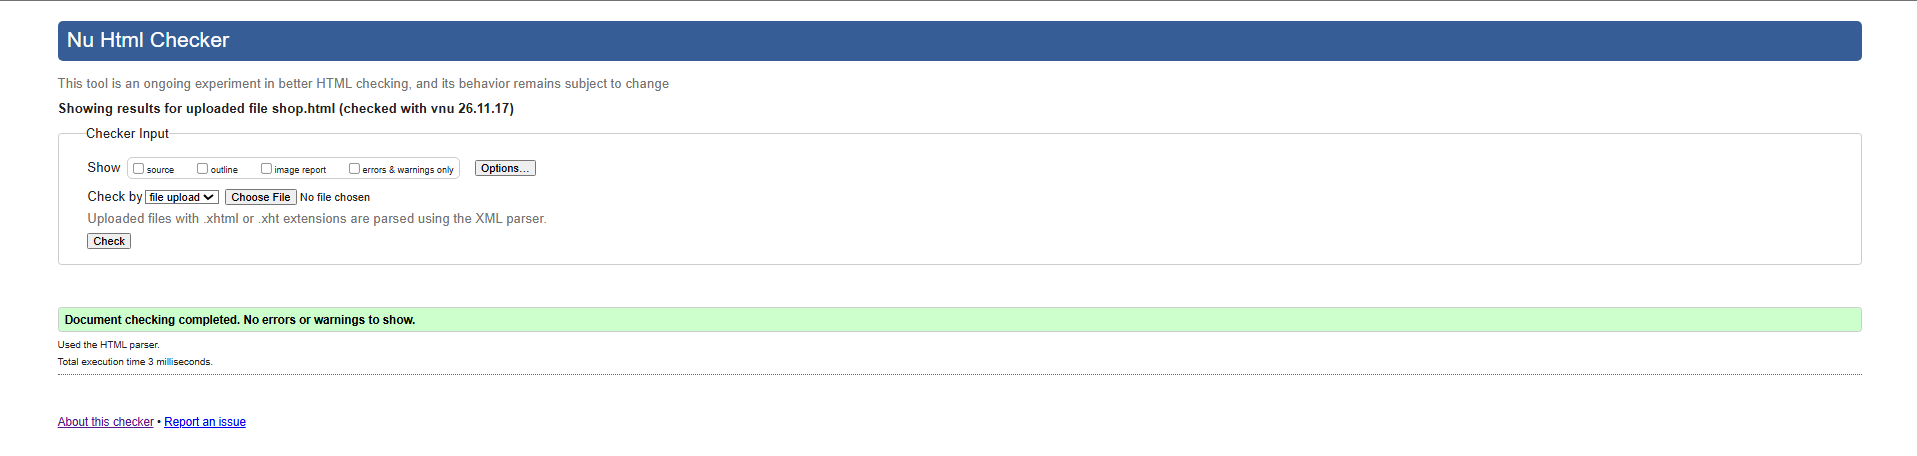 Nu Html Checker
This tool is an ongoing experiment in better HTML checking, and its behavior remains subject to change
Showing results for uploaded file shop.html (checked with vnu 26.11.17)
Checker Input
Show source outline image report errors & warnings only Options...
Check by file upload Choose File No file chosen
Uploaded files with .xhtml or .xht extensions are parsed using the XML parser.
Check
Document checking completed. No errors or warnings to show.
Used the HTML parser.
Total execution time 3 milliseconds.
About this checker • Report an issue